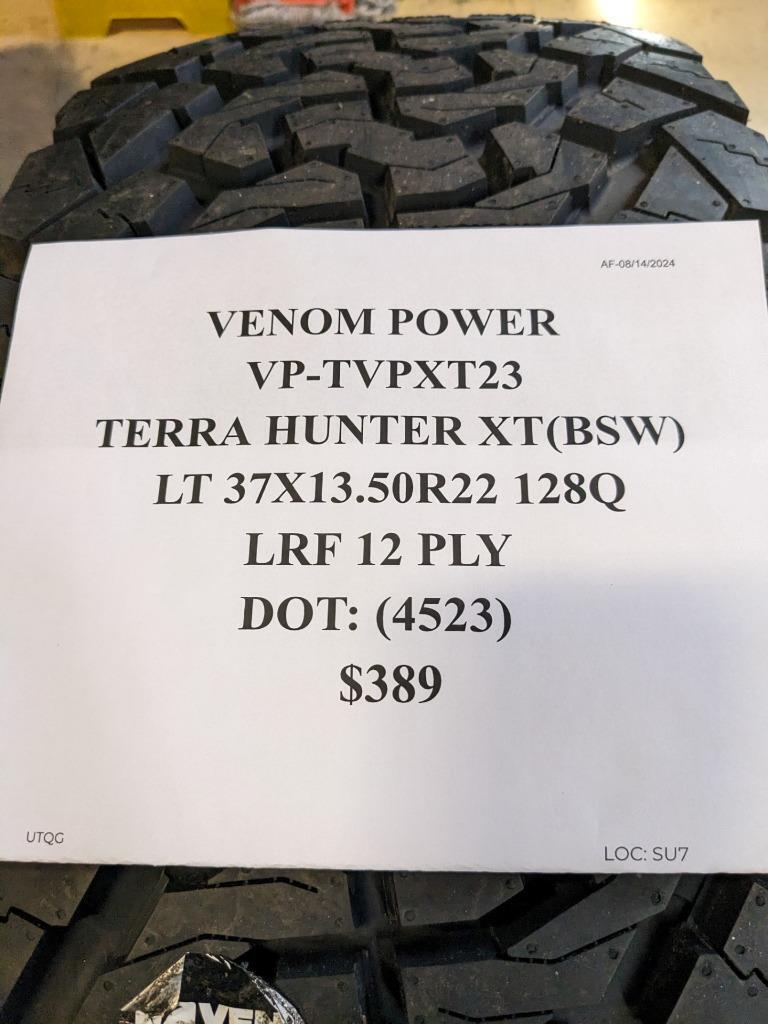 AF-08/14/2024
VENOM POWER
VP-TVPXT23
TERRA HUNTER XT(BSW)
LT 37X13.50R22 128Q
LRF 12 PLY
DOT: (4523)
$389
UTQG
LOC: SU7